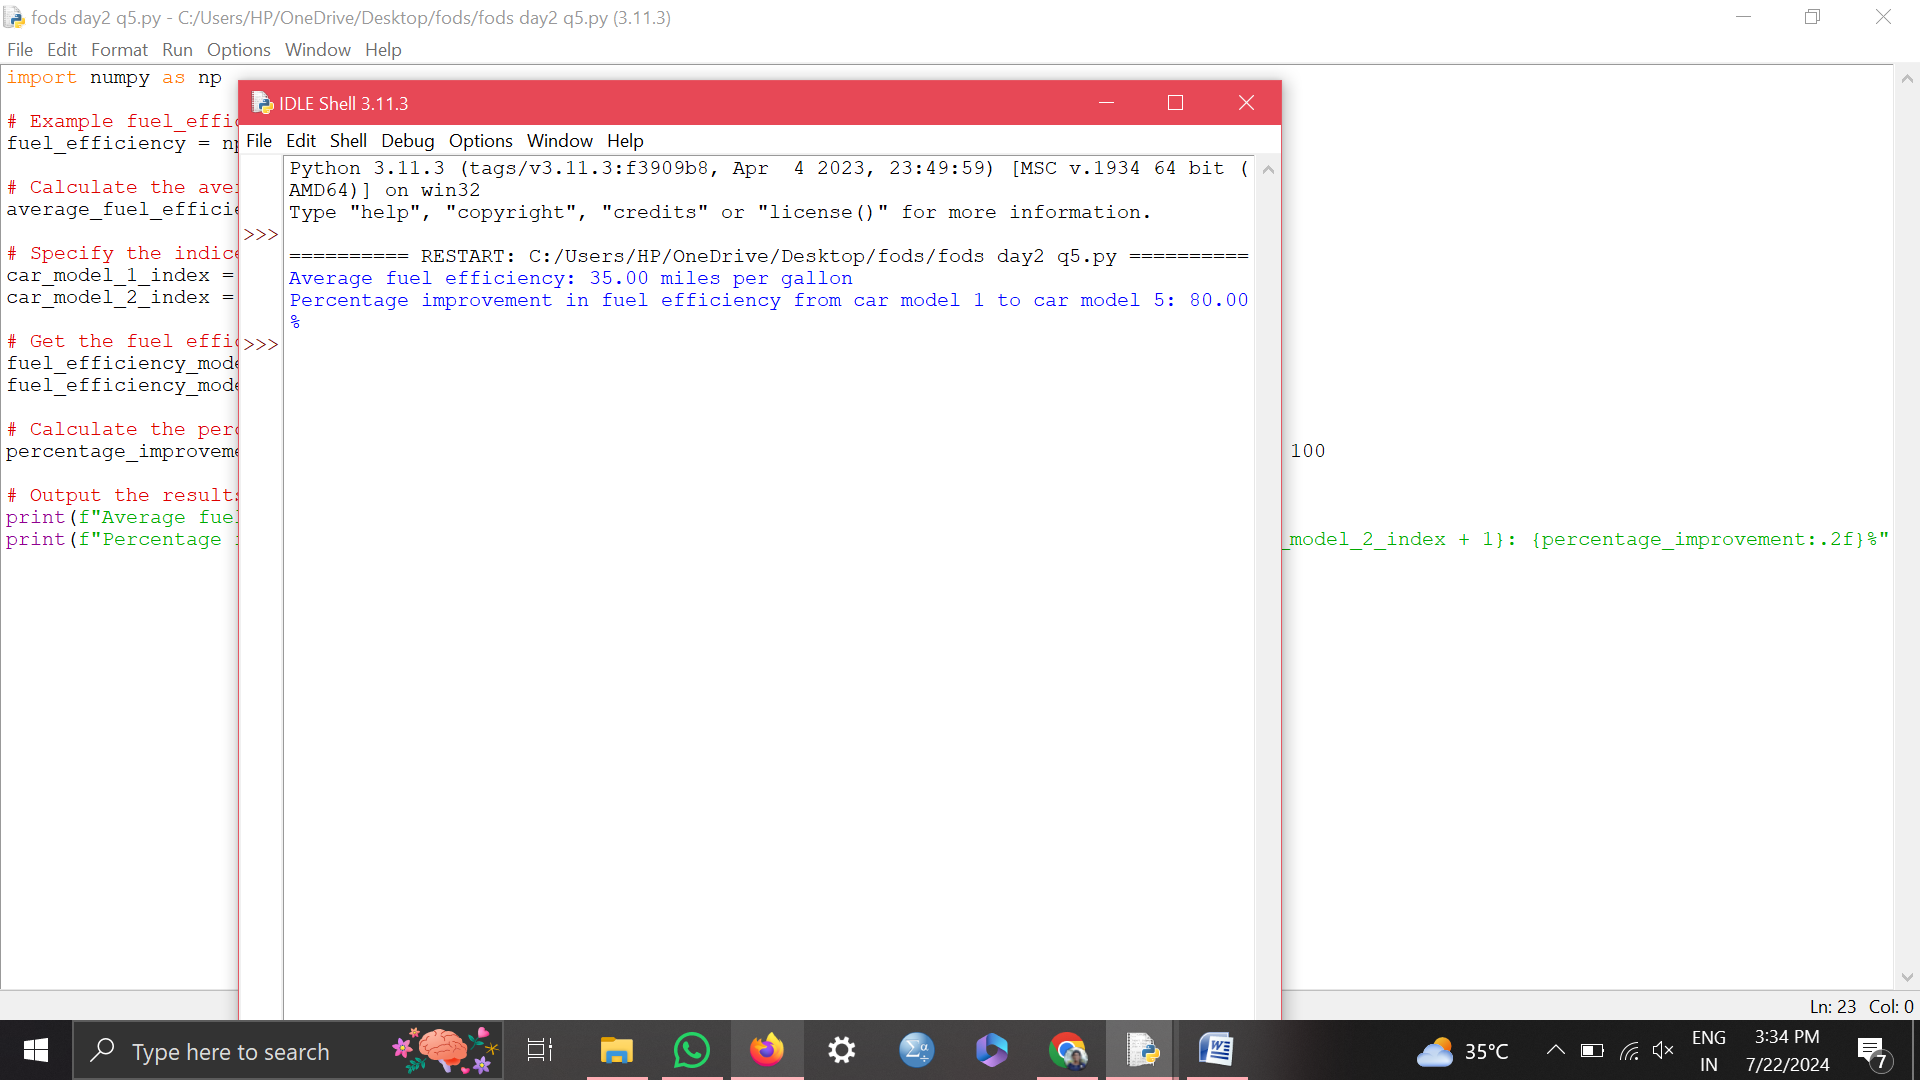 fods day2 q5.py - C:/Users/HP/OneDrive/Desktop/fods/fods day2 q5.py (3.11.3)
File Edit Format Run Options Window Help
import numpy as np
# Example fuel_effi
fuel_efficiency =
# Calculate the
average_fuel_effici
# Specify the
car_model_1_index =
car_model_2_index =
# Get the fuel effi
fuel_efficiency_mod
fuel_efficiency_mod
# Calculate the
percentage_improvem
100
# Output the results
print(f"Average fuel
print(f"Percentage
_model_2_index + 1}: {percentage_improvement:.2f}%"
IDLE Shell 3.11.3
File Edit Shell Debug Options Window Help
Python 3.11.3 (tags/v3.11.3:f3909b8, Apr  4 2023, 23:49:59) [MSC v.1934 64 bit (
AMD64)] on win32
Type "help", "copyright", "credits" or "license()" for more information.
>>>
========== RESTART: C:/Users/HP/OneDrive/Desktop/fods/fods day2 q5.py ==========
Average fuel efficiency: 35.00 miles per gallon
Percentage improvement in fuel efficiency from car model 1 to car model 5: 80.00
%
>>>
Ln: 23 Col: 0
Type here to search
35°C
ENG
IN
3:34 PM
7/22/2024
7